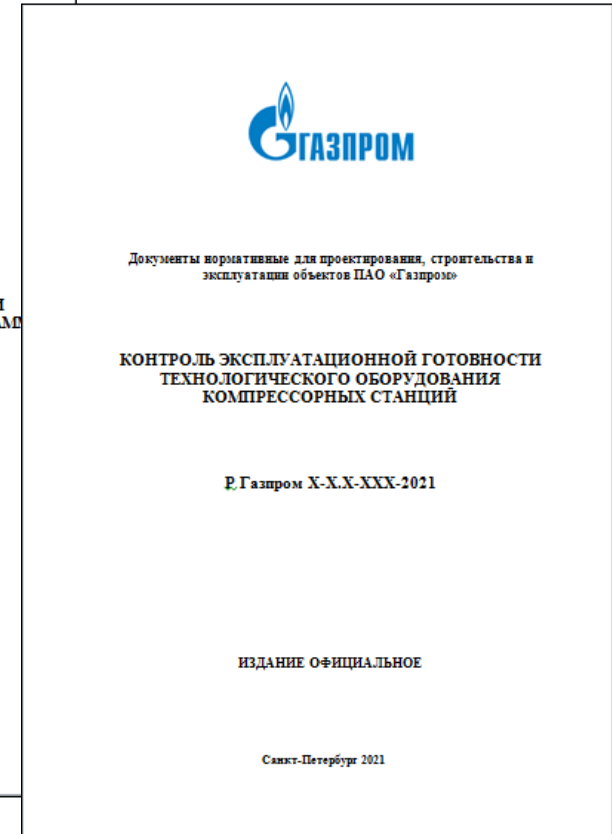 ГАЗПРОМ
Документы нормативные для проектирования, строительства и
эксплуатации объектов ПАО «Газпром»
КОНТРОЛЬ ЭКСПЛУАТАЦИОННОЙ ГОТОВНОСТИ
ТЕХНОЛОГИЧЕСКОГО ОБОРУДОВАНИЯ
КОМПРЕССОРНЫХ СТАНЦИЙ
Р Газпром Х-Х.Х-ХХХ-2021
ИЗДАНИЕ ОФИЦИАЛЬНОЕ
Санкт-Петербург 2021